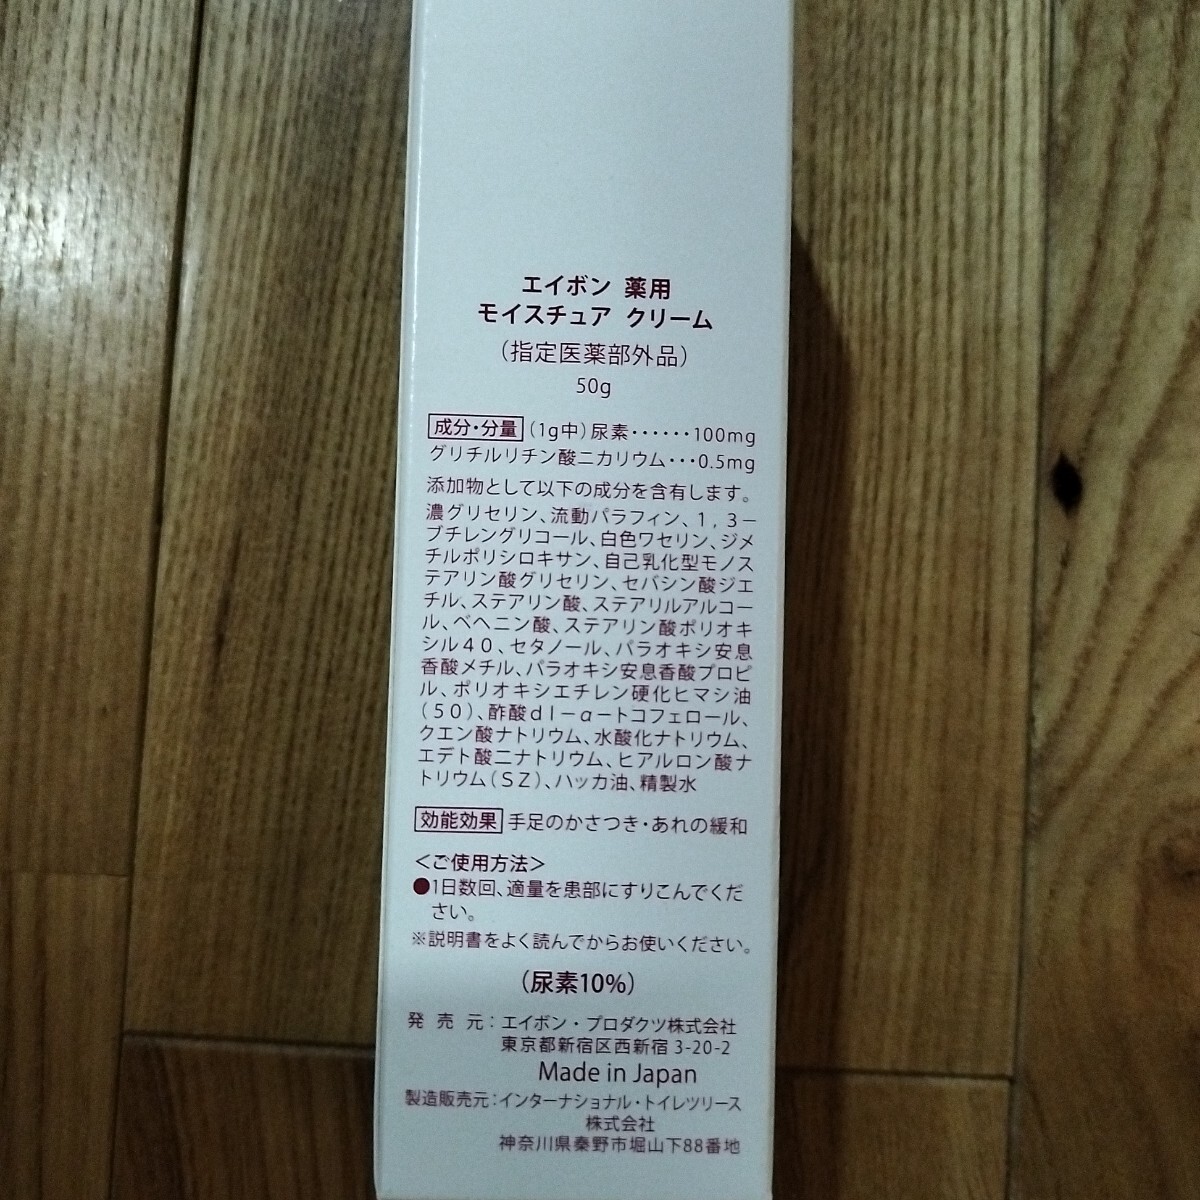 エイボン 薬用
モイスチュア クリーム
（指定医薬部外品）
50g
成分・分量（1g中）尿素・・・・・・100mg
グリチルリチン酸ニカリウム・・・0.5mg
添加物として以下の成分を含有します。
濃グリセリン、流動パラフィン、１，３－
ブチレングリコール、白色ワセリン、ジメ
チルポリシロキサン、自己乳化型モノス
テアリン酸グリセリン、セバシン酸ジエ
チル、ステアリン酸、ステアリルアルコー
ル、ベヘニン酸、ステアリン酸ポリオキ
シル４０、セタノール、パラオキシ安息
香酸メチル、パラオキシ安息香酸プロピ
ル、ポリオキシエチレン硬化ヒマシ油
（５０）、酢酸ｄｌ－α－トコフェロール、
クエン酸ナトリウム、水酸化ナトリウム、
エデト酸二ナトリウム、ヒアルロン酸ナ
トリウム（ＳＺ）、ハッカ油、精製水
効能効果 手足のかさつき・あれの緩和
＜ご使用方法＞
●1日数回、適量を患部にすりこんでくだ
さい。
※説明書をよく読んでからお使いください。
（尿素10%）
発売元：エイボン・プロダクツ株式会社
東京都新宿区西新宿 3-20-2
Made in Japan
製造販売元：インターナショナル・トイレツリース
株式会社
神奈川県秦野市堀山下88番地